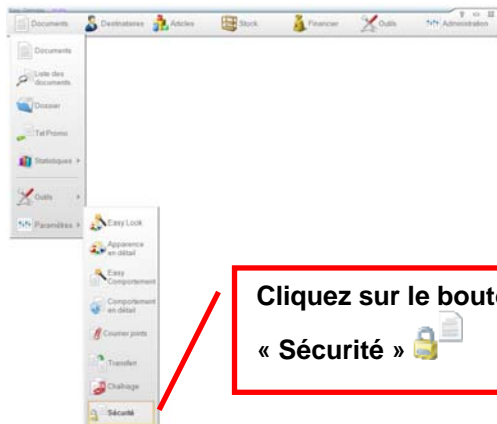 Documents
Destinataires
Articles
Stock
Financier
Outils
Administration
Documents
Liste des
documents
Dossier
Tel Promo
Statistiques
Outils
Paramètres
Easy Look
Apparence
en détail
Easy
Comportement
Comportement
en détail
Courrier joints
Transfert
Chaînage
Sécurité
Cliquez sur le bout
« Sécurité »